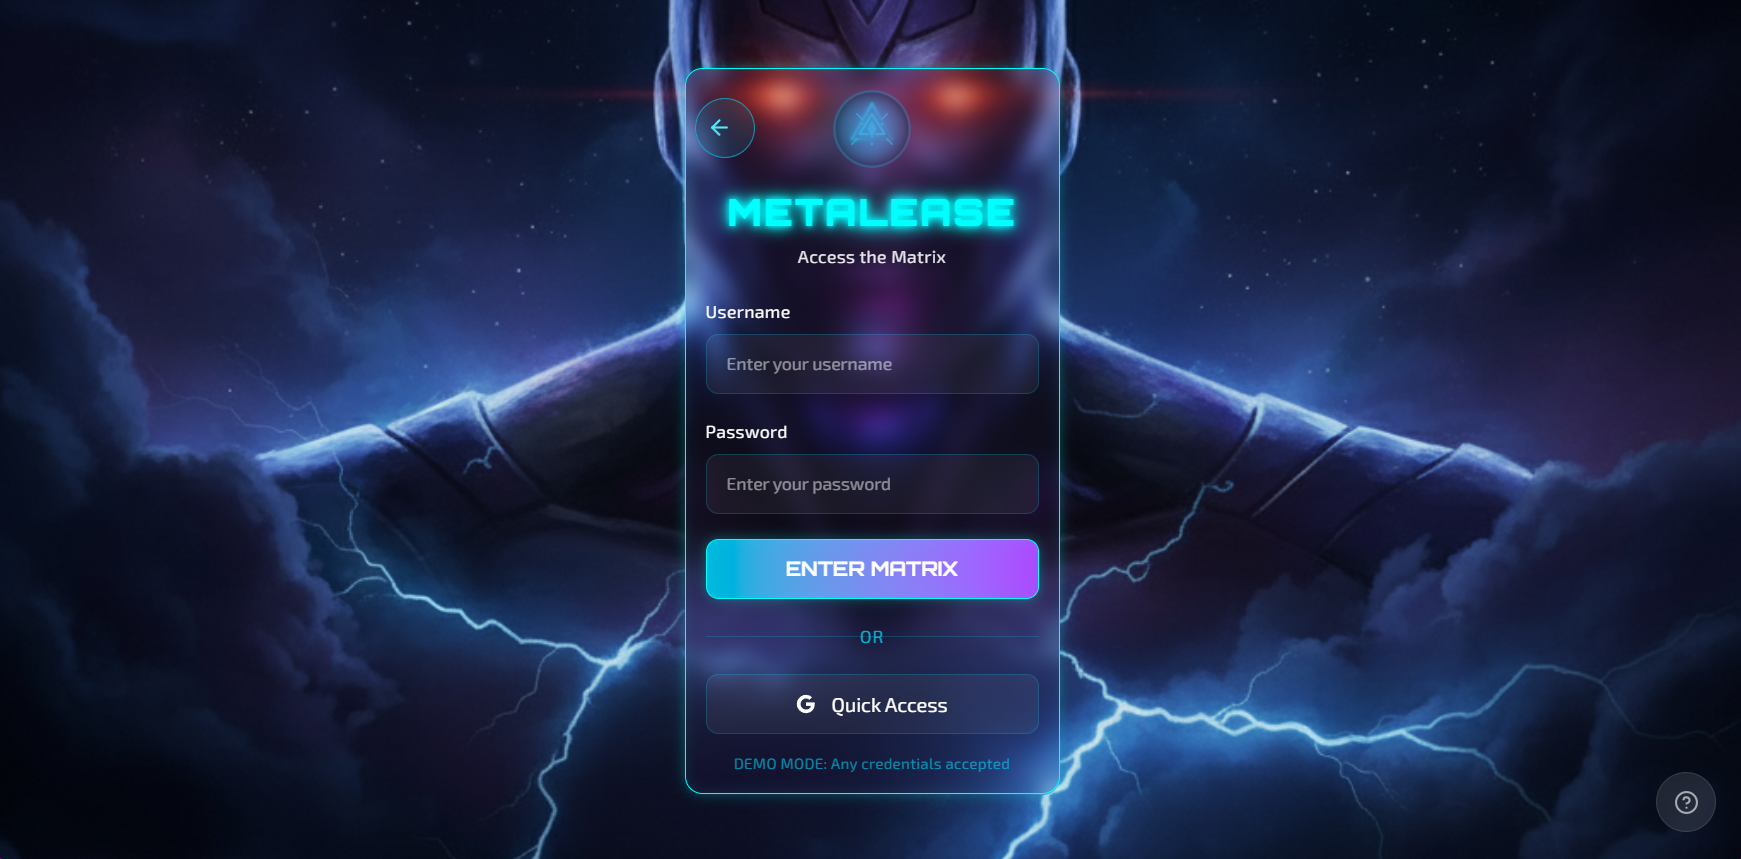 METALEASE
Access the Matrix
Username
Enter your username
Password
Enter your password
ENTER MATRIX
OR
G Quick Access
DEMO MODE: Any credentials accepted
?